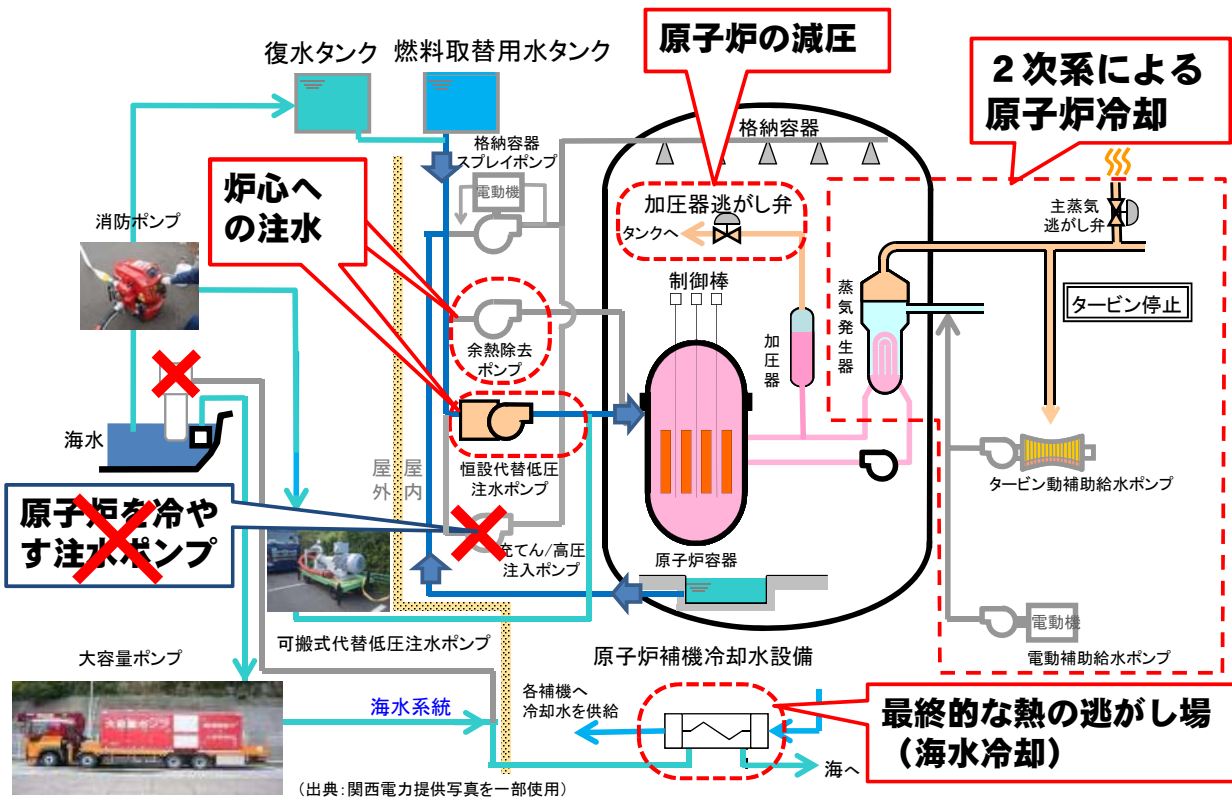 復水タンク
燃料取替用水タンク
原子炉の減圧
２次系による
原子炉冷却
格納容器
格納容器
スプレイポンプ
電動機
炉心へ
の注水
消防ポンプ
加圧器逃がし弁
タンクへ
主蒸気
逃がし弁
制御棒
蒸気発生器
タービン停止
加圧器
余熱除去
ポンプ
海水
恒設代替低圧
注水ポンプ
屋外
屋内
タービン動補助給水ポンプ
原子炉を冷や
す注水ポンプ
充てん/高圧
注入ポンプ
原子炉容器
電動機
電動補助給水ポンプ
可搬式代替低圧注水ポンプ
大容量ポンプ
原子炉補機冷却水設備
大容量ポンプ
海水系統
各補機へ
冷却水を供給
最終的な熱の逃がし場
（海水冷却）
海へ
（出典：関西電力提供写真を一部使用）